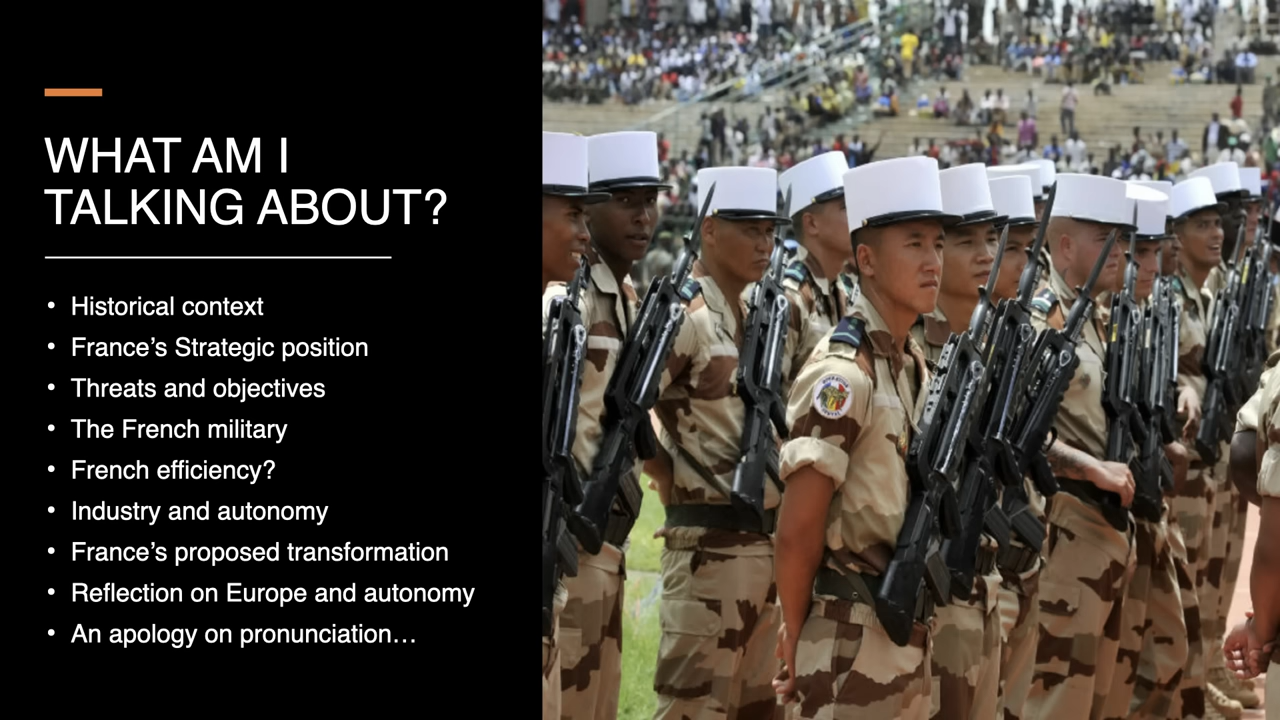 WHAT AM I
TALKING ABOUT?
• Historical context
• France’s Strategic position
• Threats and objectives
• The French military
• French efficiency?
• Industry and autonomy
• France’s proposed transformation
• Reflection on Europe and autonomy
• An apology on pronunciation…